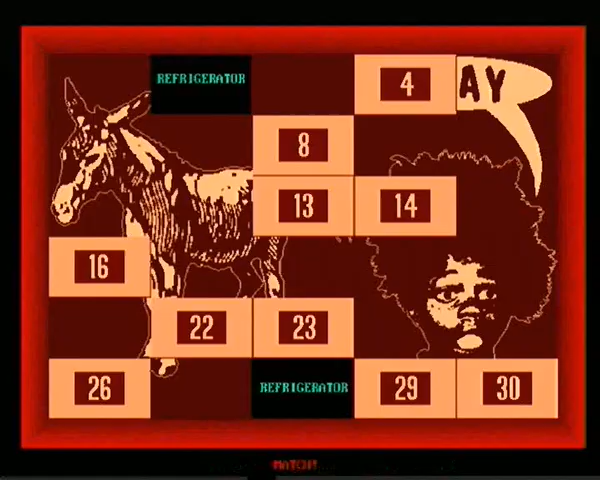 REFRIGERATOR 4 AY
8
13 14
16
22 23
26 REFRIGERATOR 29 30
MATCH!